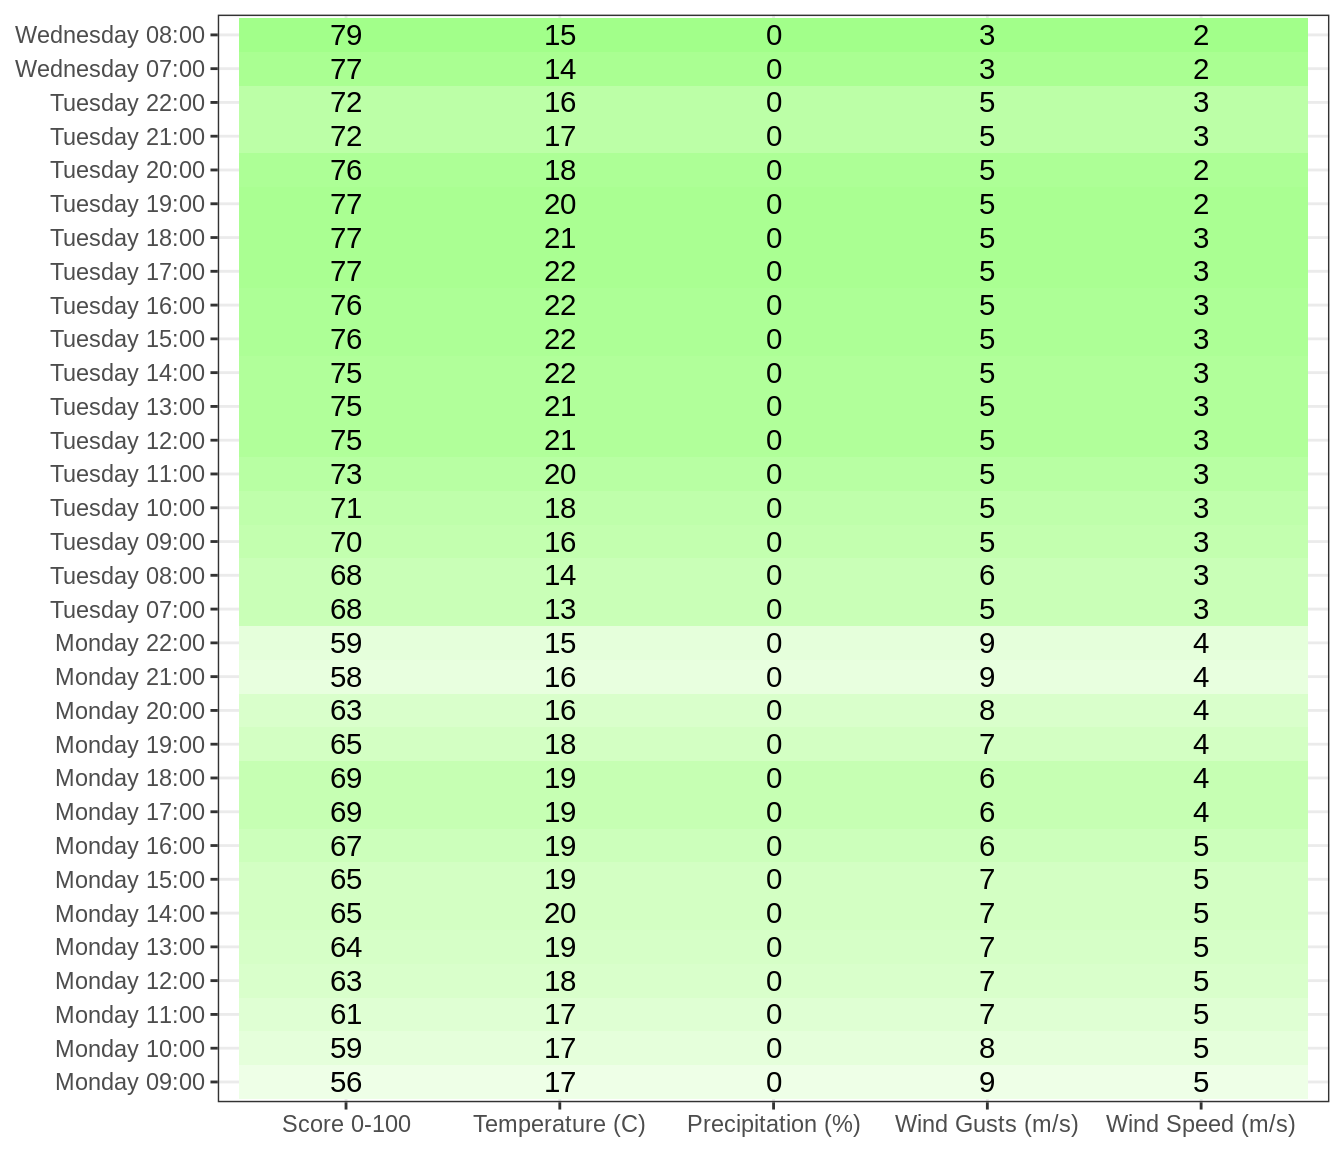 Wednesday 08:00 79 15 0 3 2
Wednesday 07:00 77 14 0 3 2
Tuesday 22:00 72 16 0 5 3
Tuesday 21:00 72 17 0 5 3
Tuesday 20:00 76 18 0 5 2
Tuesday 19:00 77 20 0 5 2
Tuesday 18:00 77 21 0 5 3
Tuesday 17:00 77 22 0 5 3
Tuesday 16:00 76 22 0 5 3
Tuesday 15:00 76 22 0 5 3
Tuesday 14:00 75 22 0 5 3
Tuesday 13:00 75 21 0 5 3
Tuesday 12:00 75 21 0 5 3
Tuesday 11:00 73 20 0 5 3
Tuesday 10:00 71 18 0 5 3
Tuesday 09:00 70 16 0 5 3
Tuesday 08:00 68 14 0 6 3
Tuesday 07:00 68 13 0 5 3
Monday 22:00 59 15 0 9 4
Monday 21:00 58 16 0 9 4
Monday 20:00 63 16 0 8 4
Monday 19:00 65 18 0 7 4
Monday 18:00 69 19 0 6 4
Monday 17:00 69 19 0 6 4
Monday 16:00 67 19 0 6 5
Monday 15:00 65 19 0 7 5
Monday 14:00 65 20 0 7 5
Monday 13:00 64 19 0 7 5
Monday 12:00 63 18 0 7 5
Monday 11:00 61 17 0 7 5
Monday 10:00 59 17 0 8 5
Monday 09:00 56 17 0 9 5
Score 0-100 Temperature (C) Precipitation (%) Wind Gusts (m/s) Wind Speed (m/s)